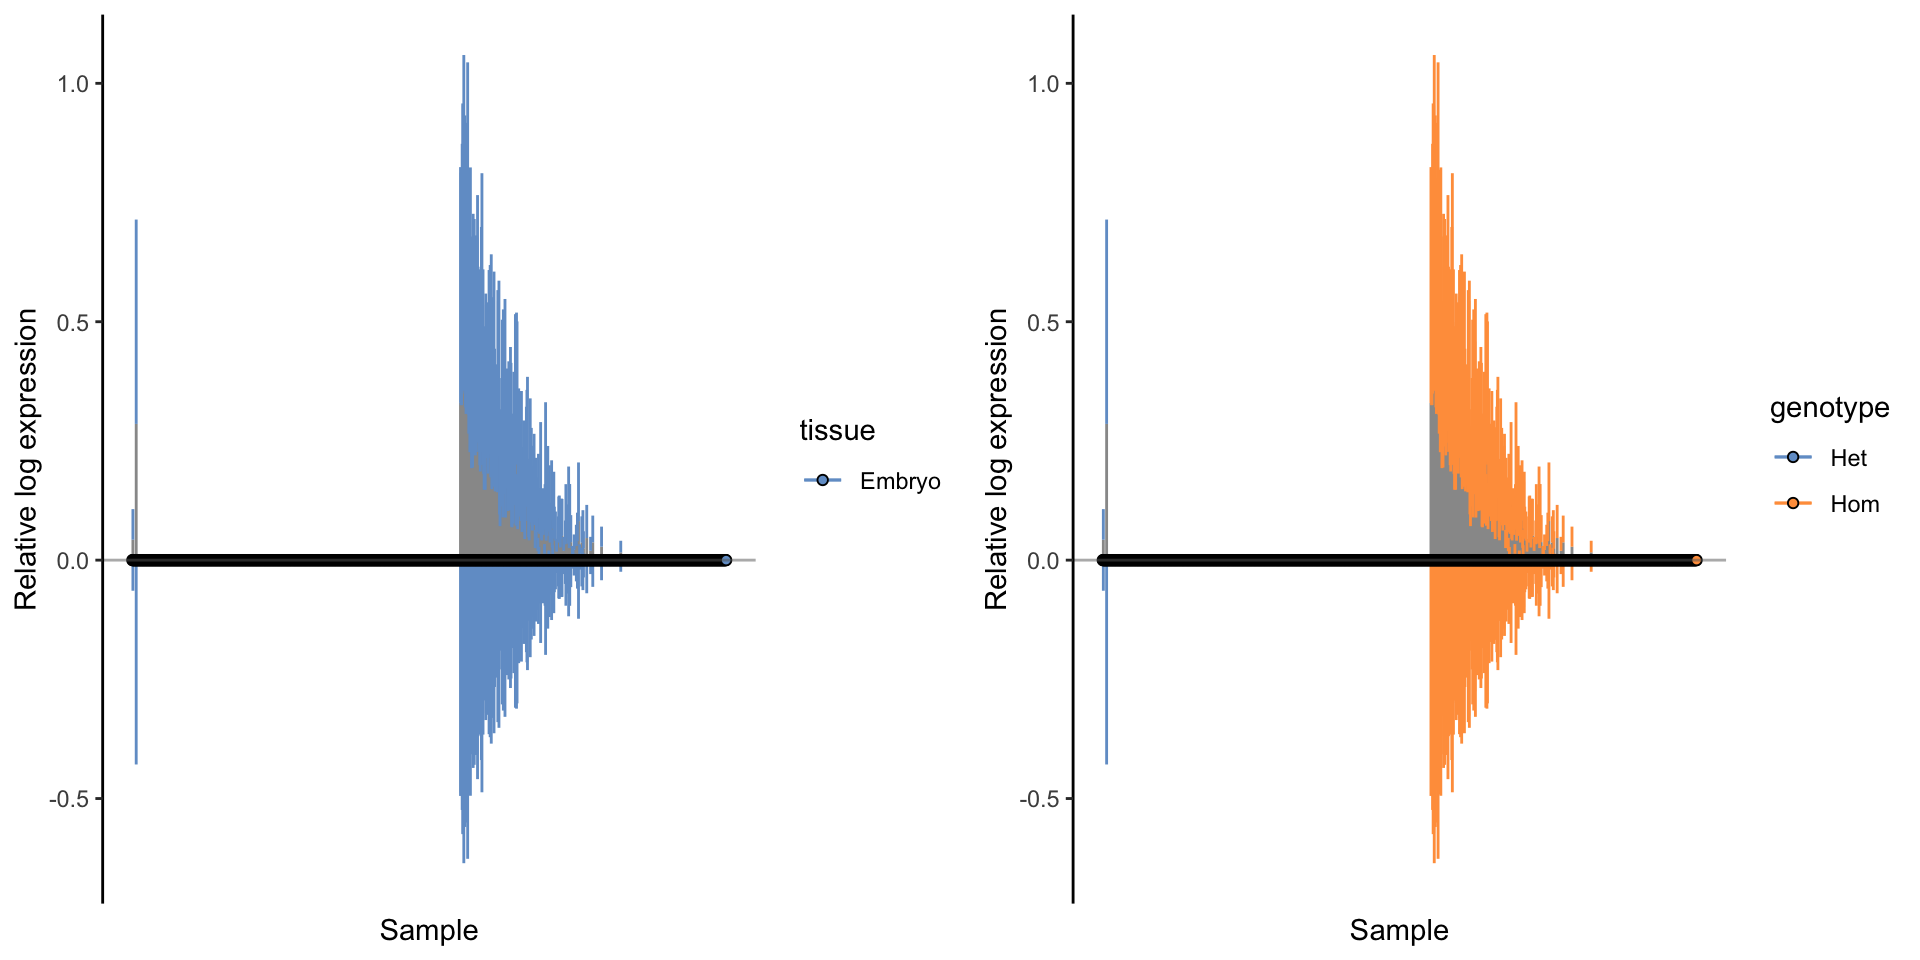 1.0
0.5
0.0
-0.5
Relative log expression
Sample
tissue
Embryo
1.0
0.5
0.0
-0.5
Relative log expression
Sample
genotype
Het
Hom